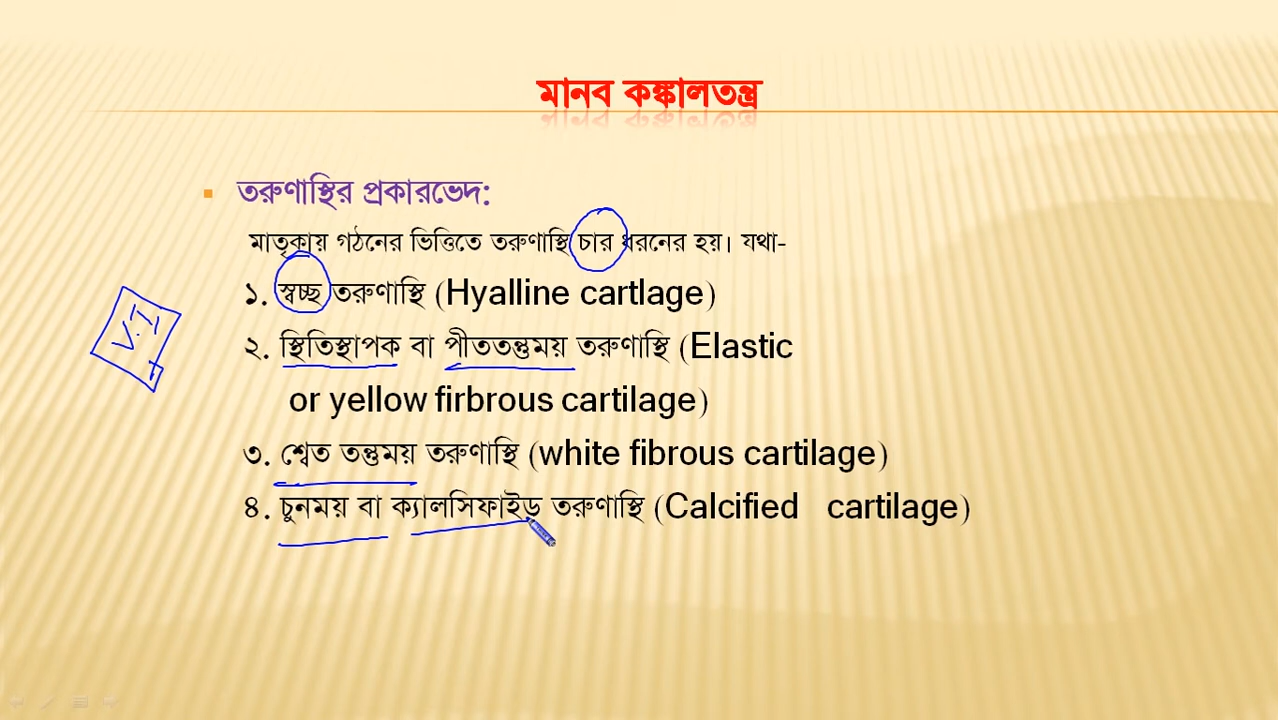 মানব কঙ্কালতন্ত্র
তরুণাস্থির প্রকারভেদ:
মাতৃকায় গঠনের ভিত্তিতে তরুণাস্থি চার ধরনের হয়। যথা-
১. স্বচ্ছ তরুণাস্থি (Hyalline cartlage)
২. স্থিতিস্থাপক বা পীততন্তুময় তরুণাস্থি (Elastic
or yellow firbrous cartilage)
৩. শ্বেত তন্তুময় তরুণাস্থি (white fibrous cartilage)
৪. চুনময় বা ক্যালসিফাইড তরুণাস্থি (Calcified cartilage)
V.I